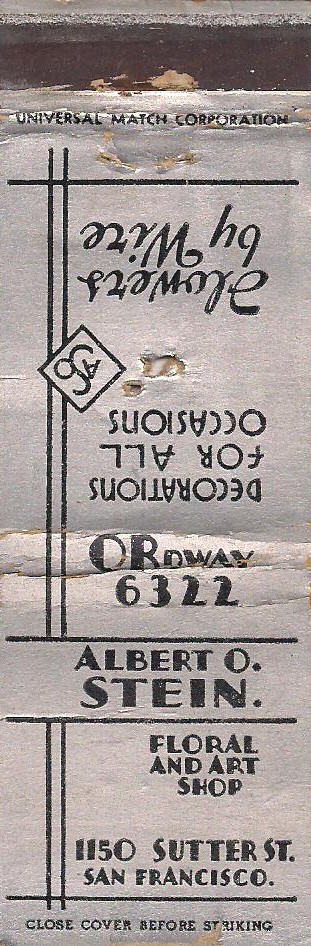 UNIVERSAL MATCH CORPORATION
Flowers
by Wire
DECORATIONS
FOR ALL
OCCASIONS
ORDWAY
6322
ALBERT O.
STEIN.
FLORAL
AND ART
SHOP
1150 SUTTER ST.
SAN FRANCISCO.
CLOSE COVER BEFORE STRIKING